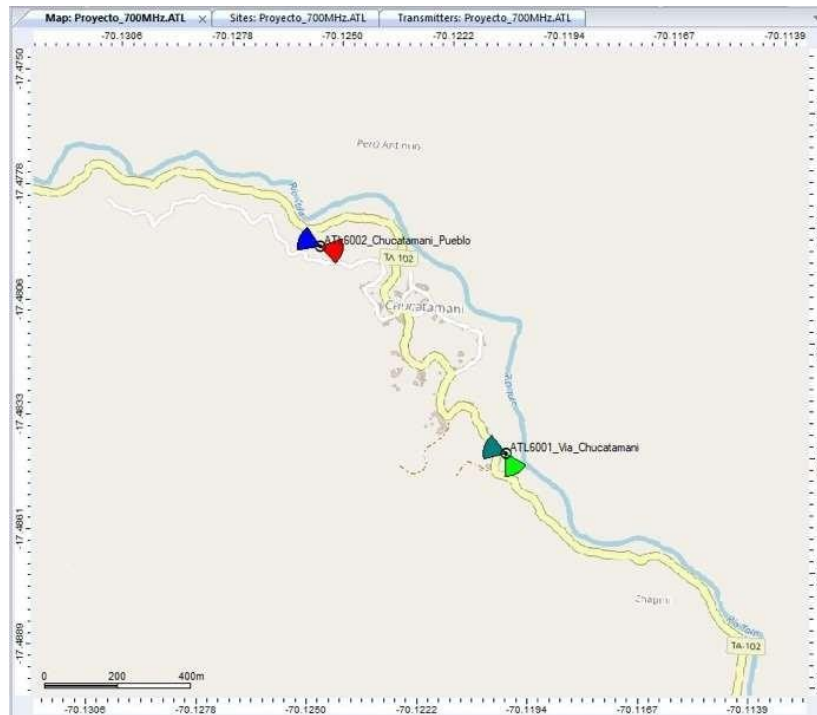 Map: Proyecto_700MHz.ATL
Sites: Proyecto_700MHz.ATL
Transmitters: Proyecto_700MHz.ATL
-70.1306 -70.1278 -70.1250 -70.1222 -70.1194 -70.1167 -70.1139
-17.4750
-17.4778
-17.4806
-17.4833
-17.4861
-17.4889
ATL6002_Chucatamani_Pueblo
TA-102
Chucatamani
ATL6001_Via_Chucatamani
TA-102
0 200 400m
-70.1306 -70.1278 -70.1250 -70.1222 -70.1194 -70.1167 -70.1139